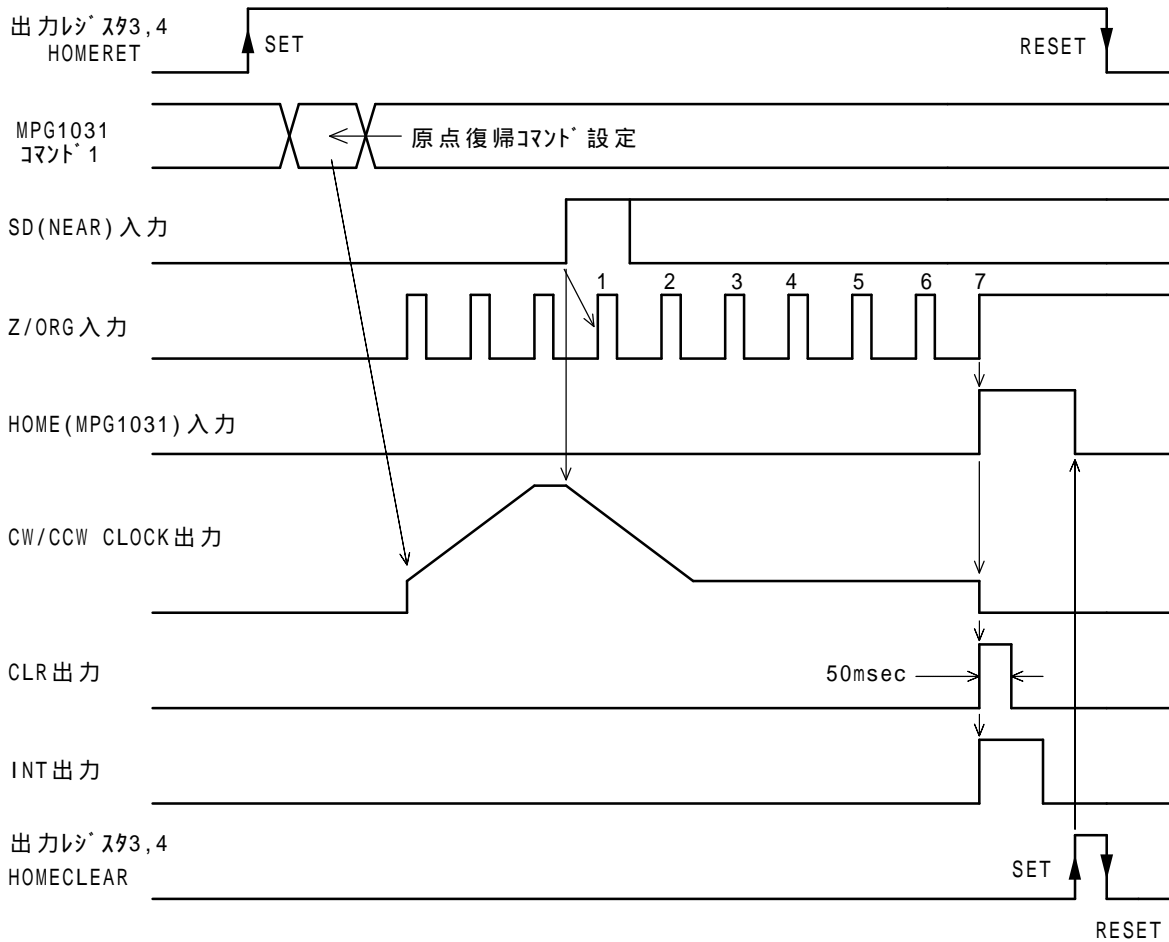 出力ﾚｼﾞｽﾀ3,4
HOMERET
SET
RESET
MPG1031
ｺﾏﾝﾄﾞ1
原点復帰ｺﾏﾝﾄﾞ設定
SD(NEAR)入力
1 2 3 4 5 6 7
Z/ORG入力
HOME(MPG1031)入力
CW/CCW CLOCK出力
CLR出力
50msec
INT出力
出力ﾚｼﾞｽﾀ3,4
HOMECLEAR
SET
RESET